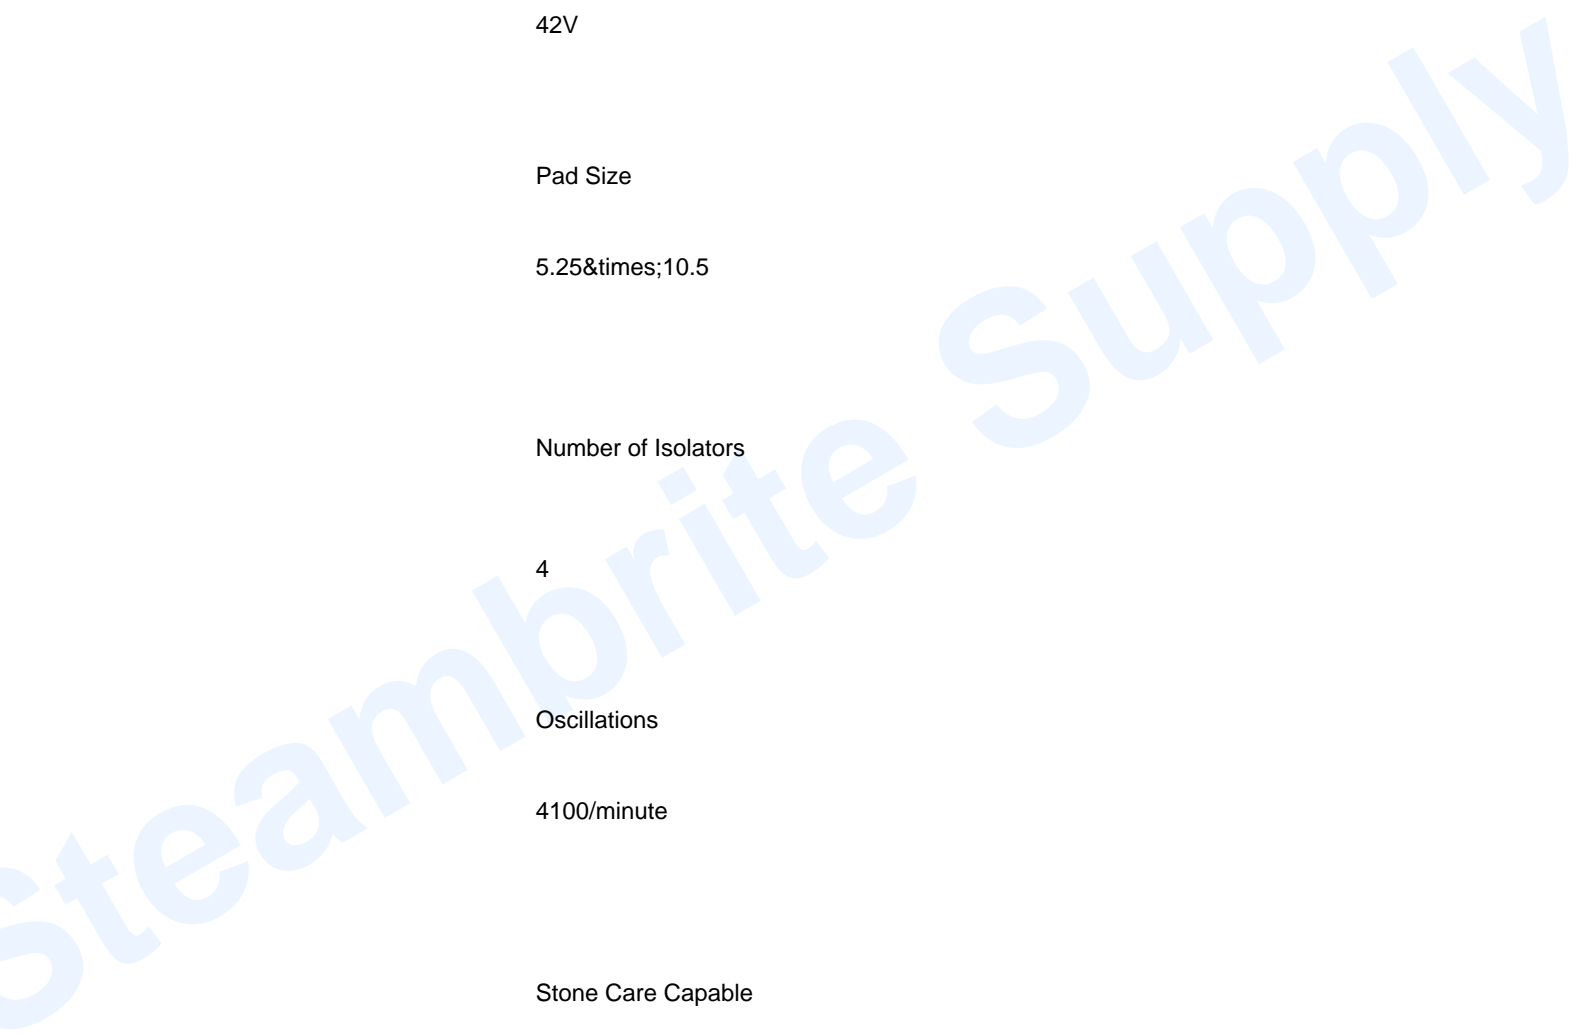 42V
Pad Size
5.25&times;10.5
Number of Isolators
4
Oscillations
4100/minute
Stone Care Capable
Steambrite Supply